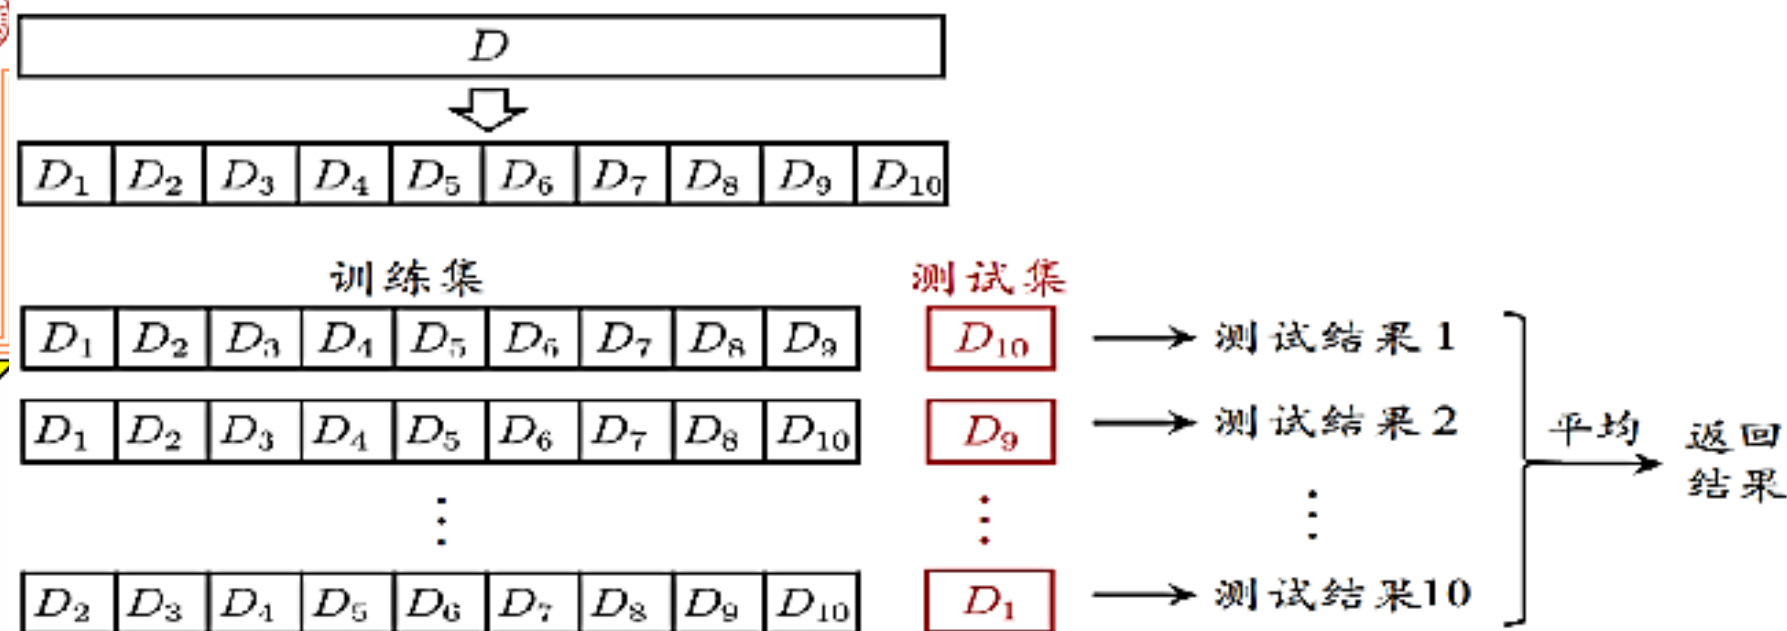 D
D₁ D₂ D₃ D₄ D₅ D₆ D₇ D₈ D₉ D₁₀
训练集 测试集
D₁ D₂ D₃ D₄ D₅ D₆ D₇ D₈ D₉ D₁₀ 测试结果1
D₁ D₂ D₃ D₄ D₅ D₆ D₇ D₈ D₁₀ D₉ 测试结果2
平均 返回
结果
⋮ ⋮ ⋮
D₂ D₃ D₄ D₅ D₆ D₇ D₈ D₉ D₁₀ D₁ 测试结果10